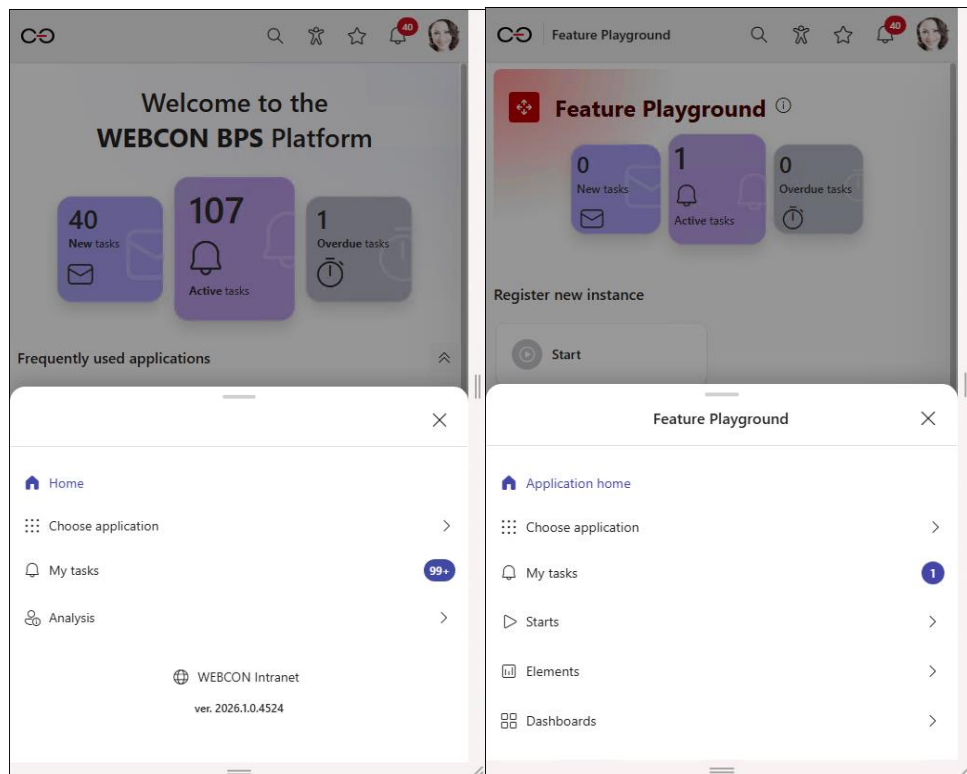 40
Welcome to the
WEBCON BPS Platform
40
New tasks
107
Active tasks
1
Overdue tasks
Frequently used applications
Home
Choose application
My tasks
99+
Analysis
WEBCON Intranet
ver. 2026.1.0.4524
Feature Playground
40
Feature Playground
0
New tasks
1
Active tasks
0
Overdue tasks
Register new instance
Start
Feature Playground
Application home
Choose application
My tasks
1
Starts
Elements
Dashboards